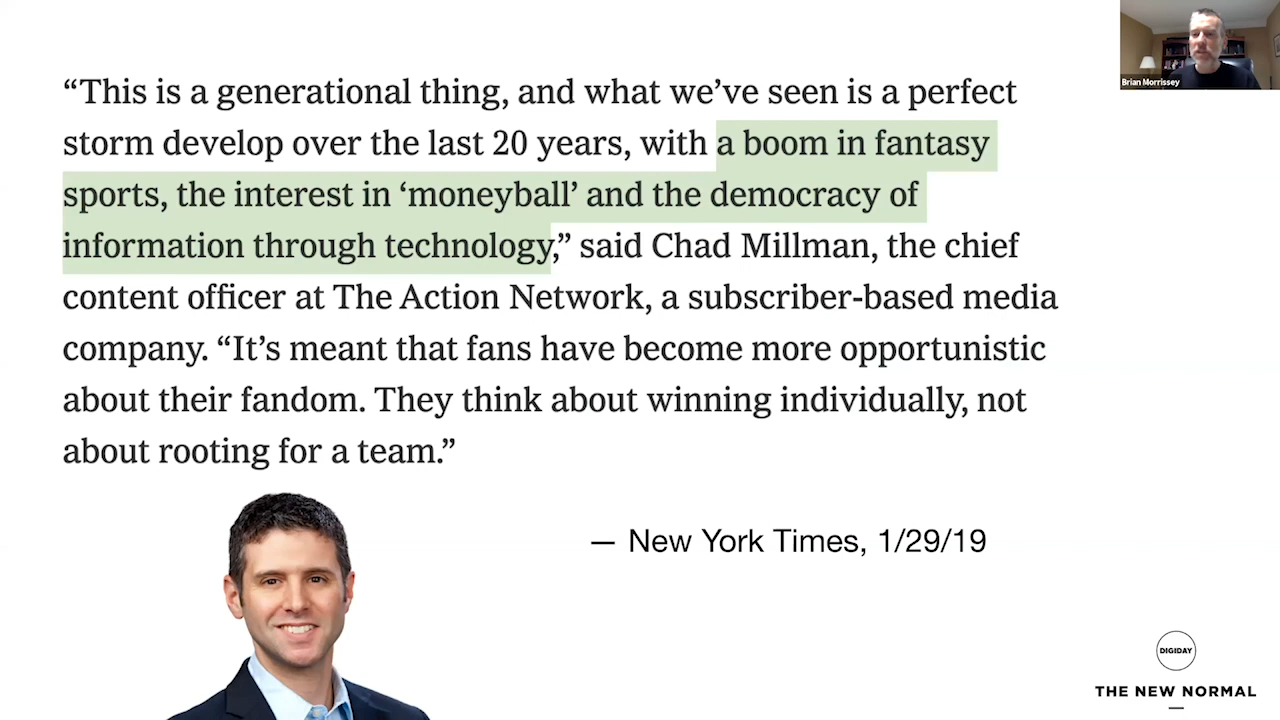 Brian Morrissey
“This is a generational thing, and what we’ve seen is a perfect
storm develop over the last 20 years, with a boom in fantasy
sports, the interest in ‘moneyball’ and the democracy of
information through technology,” said Chad Millman, the chief
content officer at The Action Network, a subscriber-based media
company. “It’s meant that fans have become more opportunistic
about their fandom. They think about winning individually, not
about rooting for a team.”
— New York Times, 1/29/19
DIGIDAY
THE NEW NORMAL